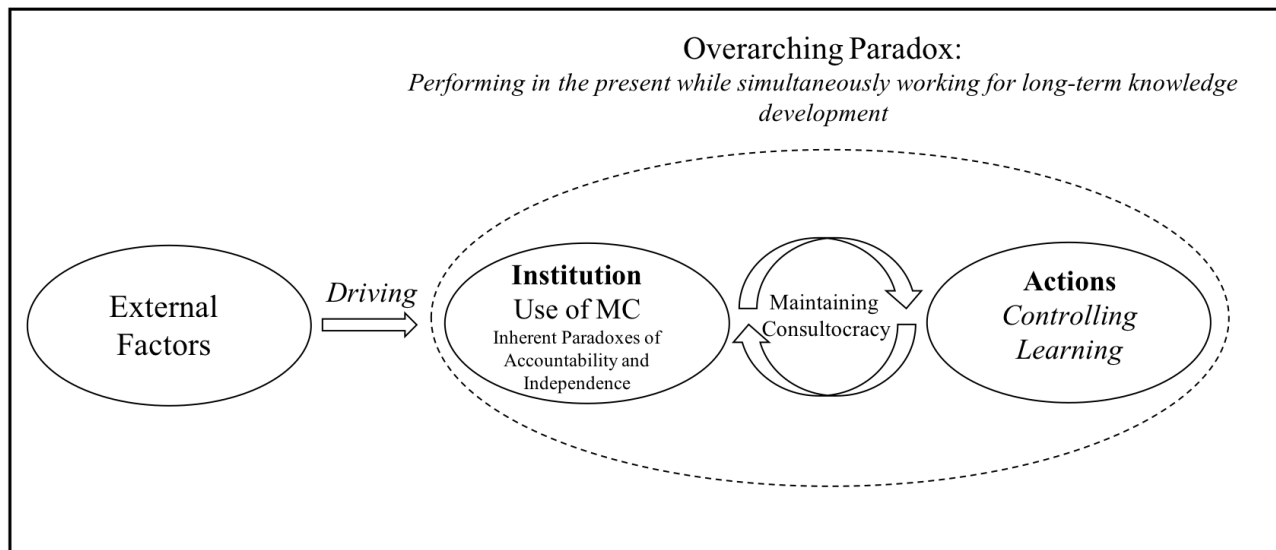 Overarching Paradox:
Performing in the present while simultaneously working for long-term knowledge
development
External
Factors
Driving
Institution
Use of MC
Inherent Paradoxes of
Accountability and
Independence
Maintaining
Consultocracy
Actions
Controlling
Learning